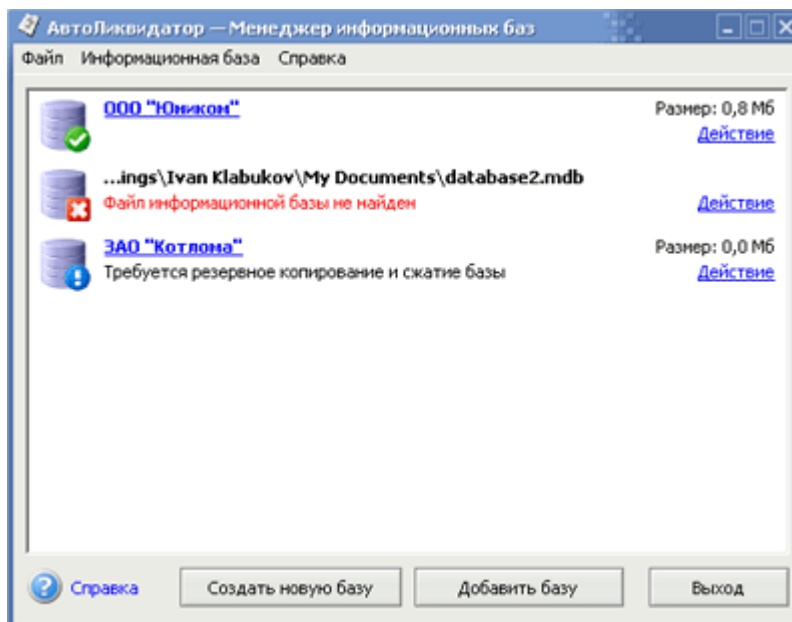 АвтоЛиквидатор — Менеджер информационных баз
Файл Информационная база Справка
ООО "Юником" Размер: 0,8 Мб
Действие
...ings\Ivan Klabukov\My Documents\database2.mdb
Файл информационной базы не найден Действие
ЗАО "Котлома" Размер: 0,0 Мб
Требуется резервное копирование и сжатие базы Действие
Справка Создать новую базу Добавить базу Выход